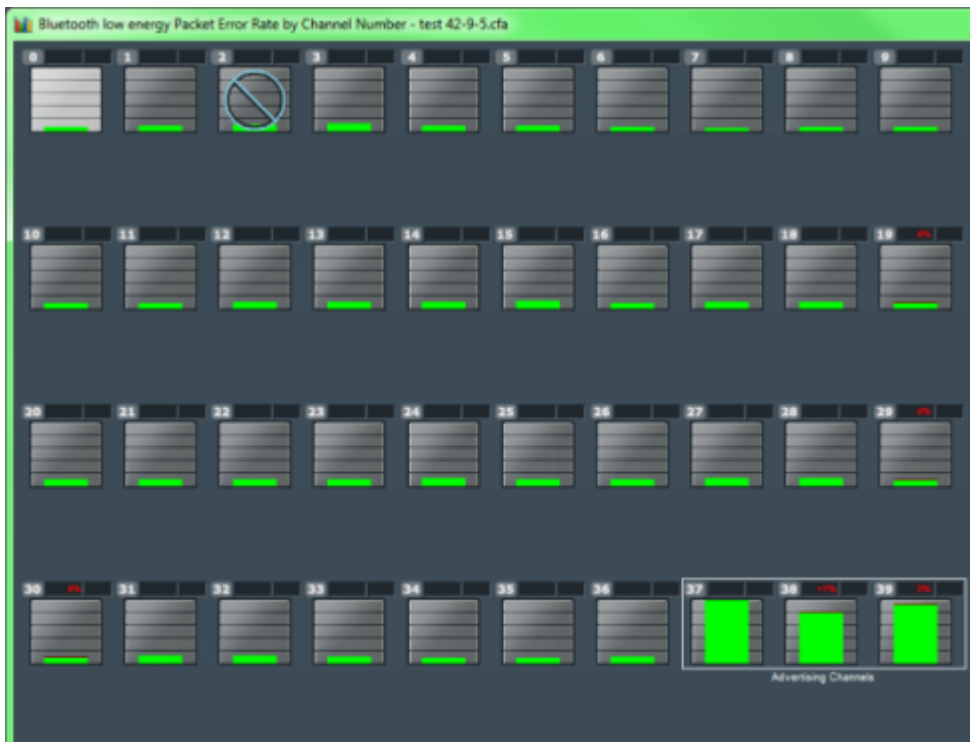 Bluetooth low energy Packet Error Rate by Channel Number - test 42-9-5.cfa
0 1 2 3 4 5 6 7 8 9
10 11 12 13 14 15 16 17 18 19
20 21 22 23 24 25 26 27 28 29
30 31 32 33 34 35 36 37 38 39
Advertising Channels